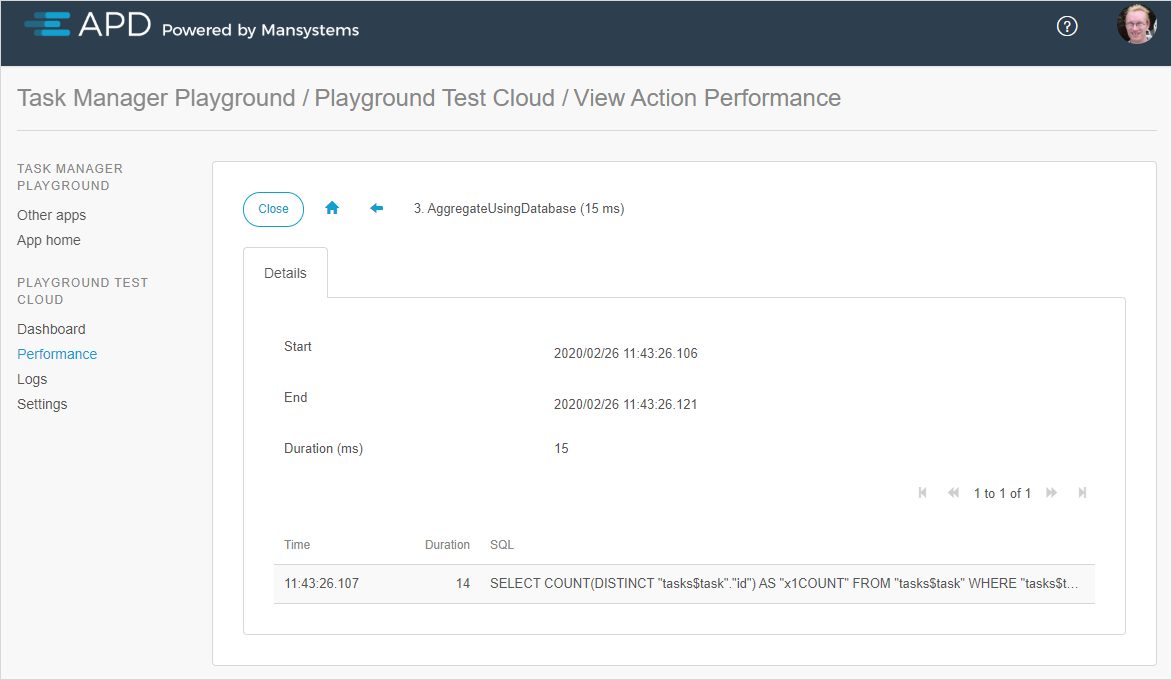 APD Powered by Mansystems
?
Task Manager Playground / Playground Test Cloud / View Action Performance
TASK MANAGER
PLAYGROUND
Other apps
App home
PLAYGROUND TEST
CLOUD
Dashboard
Performance
Logs
Settings
Close
3. AggregateUsingDatabase (15 ms)
Details
Start
2020/02/26 11:43:26.106
End
2020/02/26 11:43:26.121
Duration (ms)
15
1 to 1 of 1
Time Duration SQL
11:43:26.107 14 SELECT COUNT(DISTINCT "tasks$task"."id") AS "x1COUNT" FROM "tasks$task" WHERE "tasks$t...